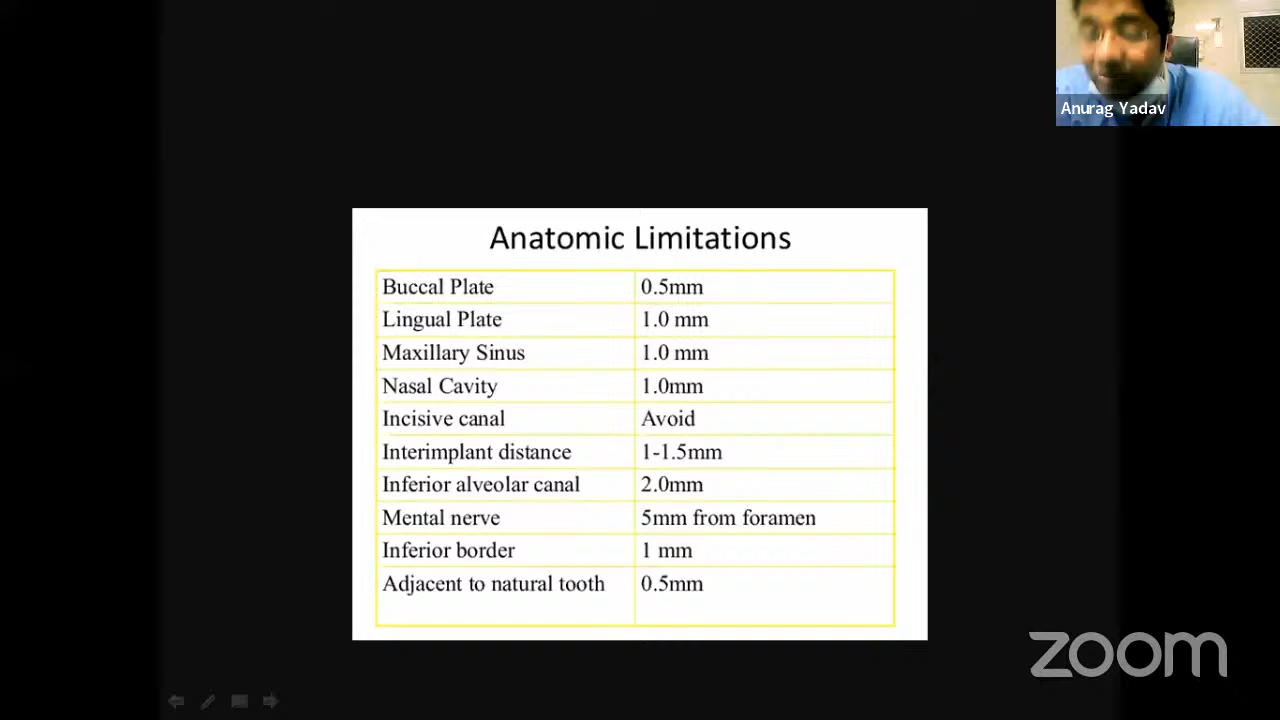 Anurag Yadav
Anatomic Limitations
Buccal Plate 0.5mm
Lingual Plate 1.0 mm
Maxillary Sinus 1.0 mm
Nasal Cavity 1.0mm
Incisive canal Avoid
Interimplant distance 1-1.5mm
Inferior alveolar canal 2.0mm
Mental nerve 5mm from foramen
Inferior border 1 mm
Adjacent to natural tooth 0.5mm
zoom